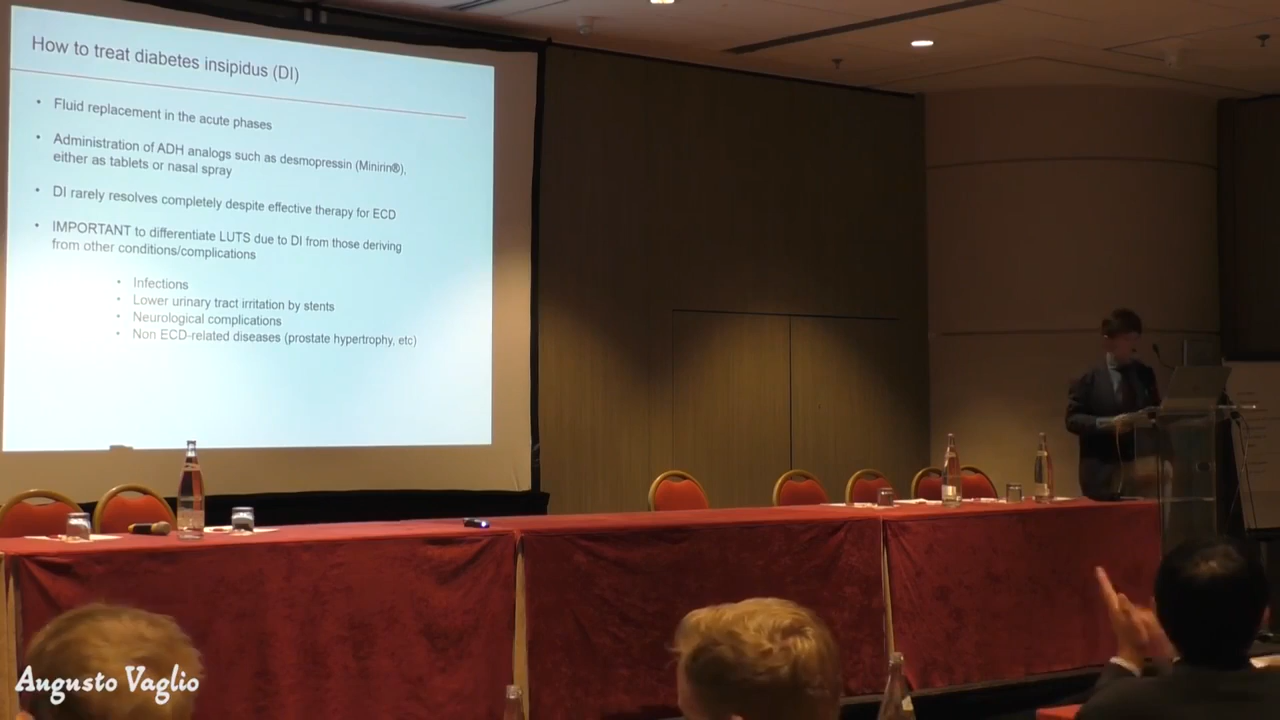 How to treat diabetes insipidus (DI)
• Fluid replacement in the acute phases
• Administration of ADH analogs such as desmopressin (Minirin®),
either as tablets or nasal spray
• DI rarely resolves completely despite effective therapy for ECD
• IMPORTANT to differentiate LUTS due to DI from those deriving
from other conditions/complications
• Infections
• Lower urinary tract irritation by stents
• Neurological complications
• Non ECD-related diseases (prostate hypertrophy, etc)
Augusto Vaglio